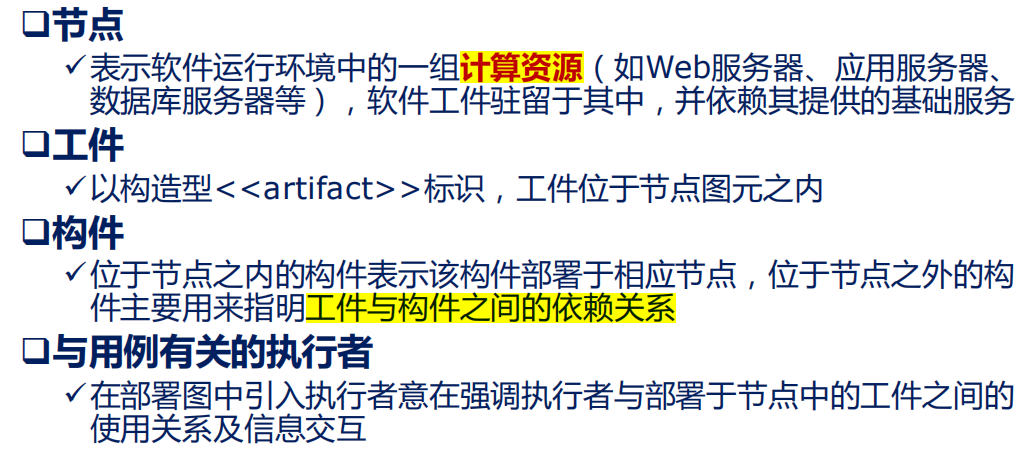 ❑节点
✓表示软件运行环境中的一组计算资源（如Web服务器、应用服务器、
数据库服务器等），软件工件驻留于其中，并依赖其提供的基础服务
❑工件
✓以构造型<<artifact>>标识，工件位于节点图元之内
❑构件
✓位于节点之内的构件表示该构件部署于相应节点，位于节点之外的构
件主要用来指明工件与构件之间的依赖关系
❑与用例有关的执行者
✓在部署图中引入执行者意在强调执行者与部署于节点中的工件之间的
使用关系及信息交互